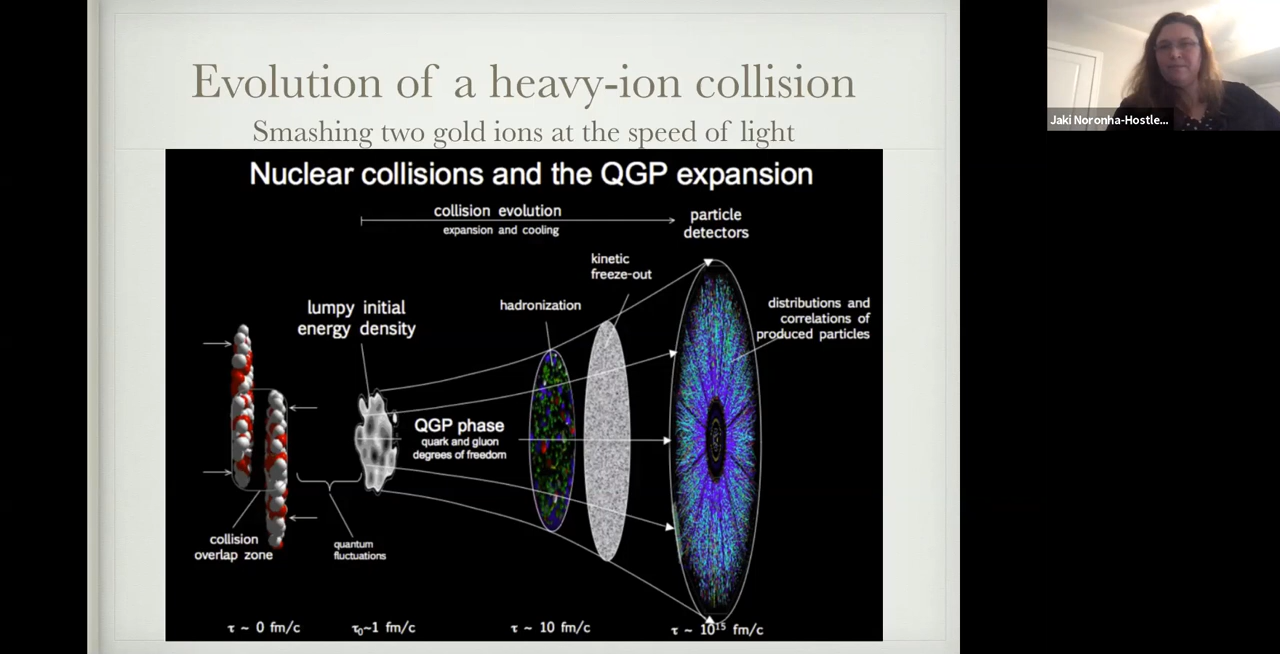 Evolution of a heavy-ion collision
Smashing two gold ions at the speed of light
Nuclear collisions and the QGP expansion
collision evolution
expansion and cooling
particle
detectors
kinetic
freeze-out
lumpy initial
energy density
hadronization
distributions and
correlations of
produced particles
QGP phase
quark and gluon
degrees of freedom
collision
overlap zone
quantum
fluctuations
τ ~ 0 fm/c
τ₀~1 fm/c
τ ~ 10 fm/c
τ ~ 10¹⁵ fm/c
Jaki Noronha-Hostle...